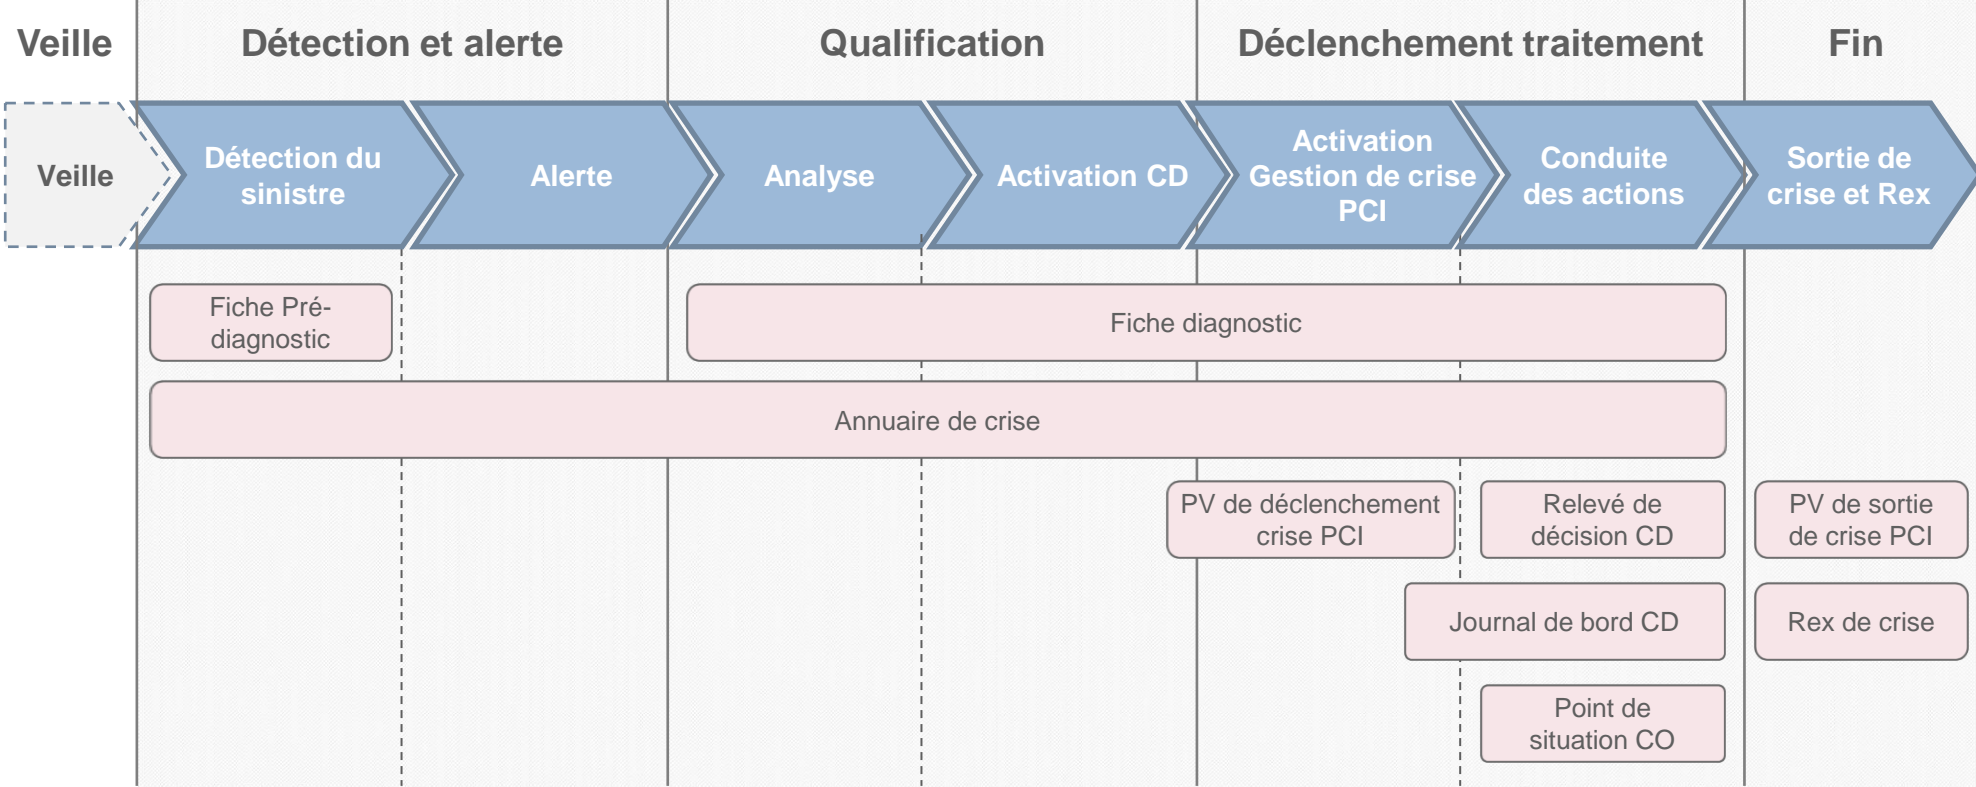 Veille
Détection et alerte
Qualification
Déclenchement traitement
Fin
Veille
Détection du
sinistre
Alerte
Analyse
Activation CD
Activation
Gestion de crise
PCI
Conduite
des actions
Sortie de
crise et Rex
Fiche Pré-
diagnostic
Fiche diagnostic
Annuaire de crise
PV de déclenchement
crise PCI
Relevé de
décision CD
PV de sortie
de crise PCI
Journal de bord CD
Rex de crise
Point de
situation CO